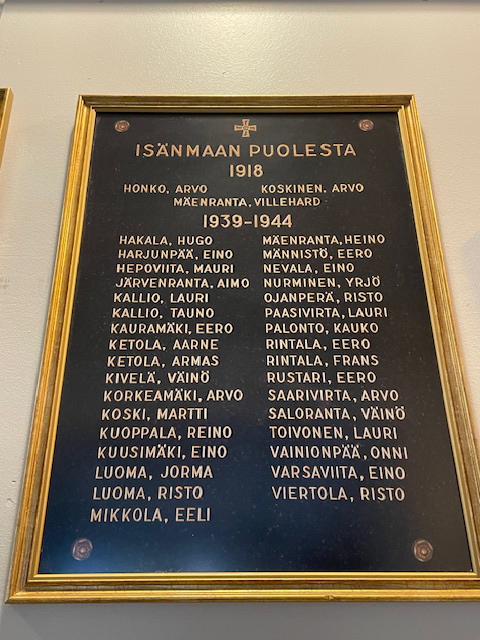 ISÄNMAAN PUOLESTA
1918
HONKO, ARVO KOSKINEN, ARVO
MÄENRANTA, VILLEHARD
1939-1944
HAKALA, HUGO MÄENRANTA, HEINO
HARJUNPÄÄ, EINO MÄNNISTÖ, EERO
HEPOVIITA, MAURI NEVALA, EINO
JÄRVENRANTA, AIMO NURMINEN, YRJÖ
KALLIO, LAURI OJANPERÄ, RISTO
KALLIO, TAUNO PAASIVIRTA, LAURI
KAURAMÄKI, EERO PALONTO, KAUKO
KETOLA, AARNE RINTALA, EERO
KETOLA, ARMAS RINTALA, FRANS
KIVELÄ, VÄINÖ RUSTARI, EERO
KORKEAMÄKI, ARVO SAARIVIRTA, ARVO
KOSKI, MARTTI SALORANTA, VÄINÖ
KUOPPALA, REINO TOIVONEN, LAURI
KUUSIMÄKI, EINO VAINIONPÄÄ, ONNI
LUOMA, JORMA VARSAVIITA, EINO
LUOMA, RISTO VIERTOLA, RISTO
MIKKOLA, EELI